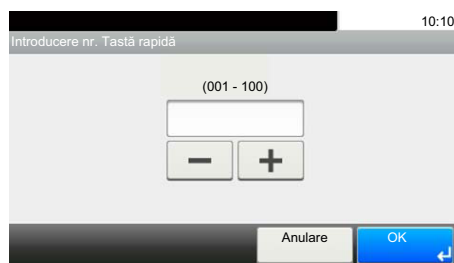 10:10
Introducere nr. Tastă rapidă
(001 - 100)
Anulare
OK